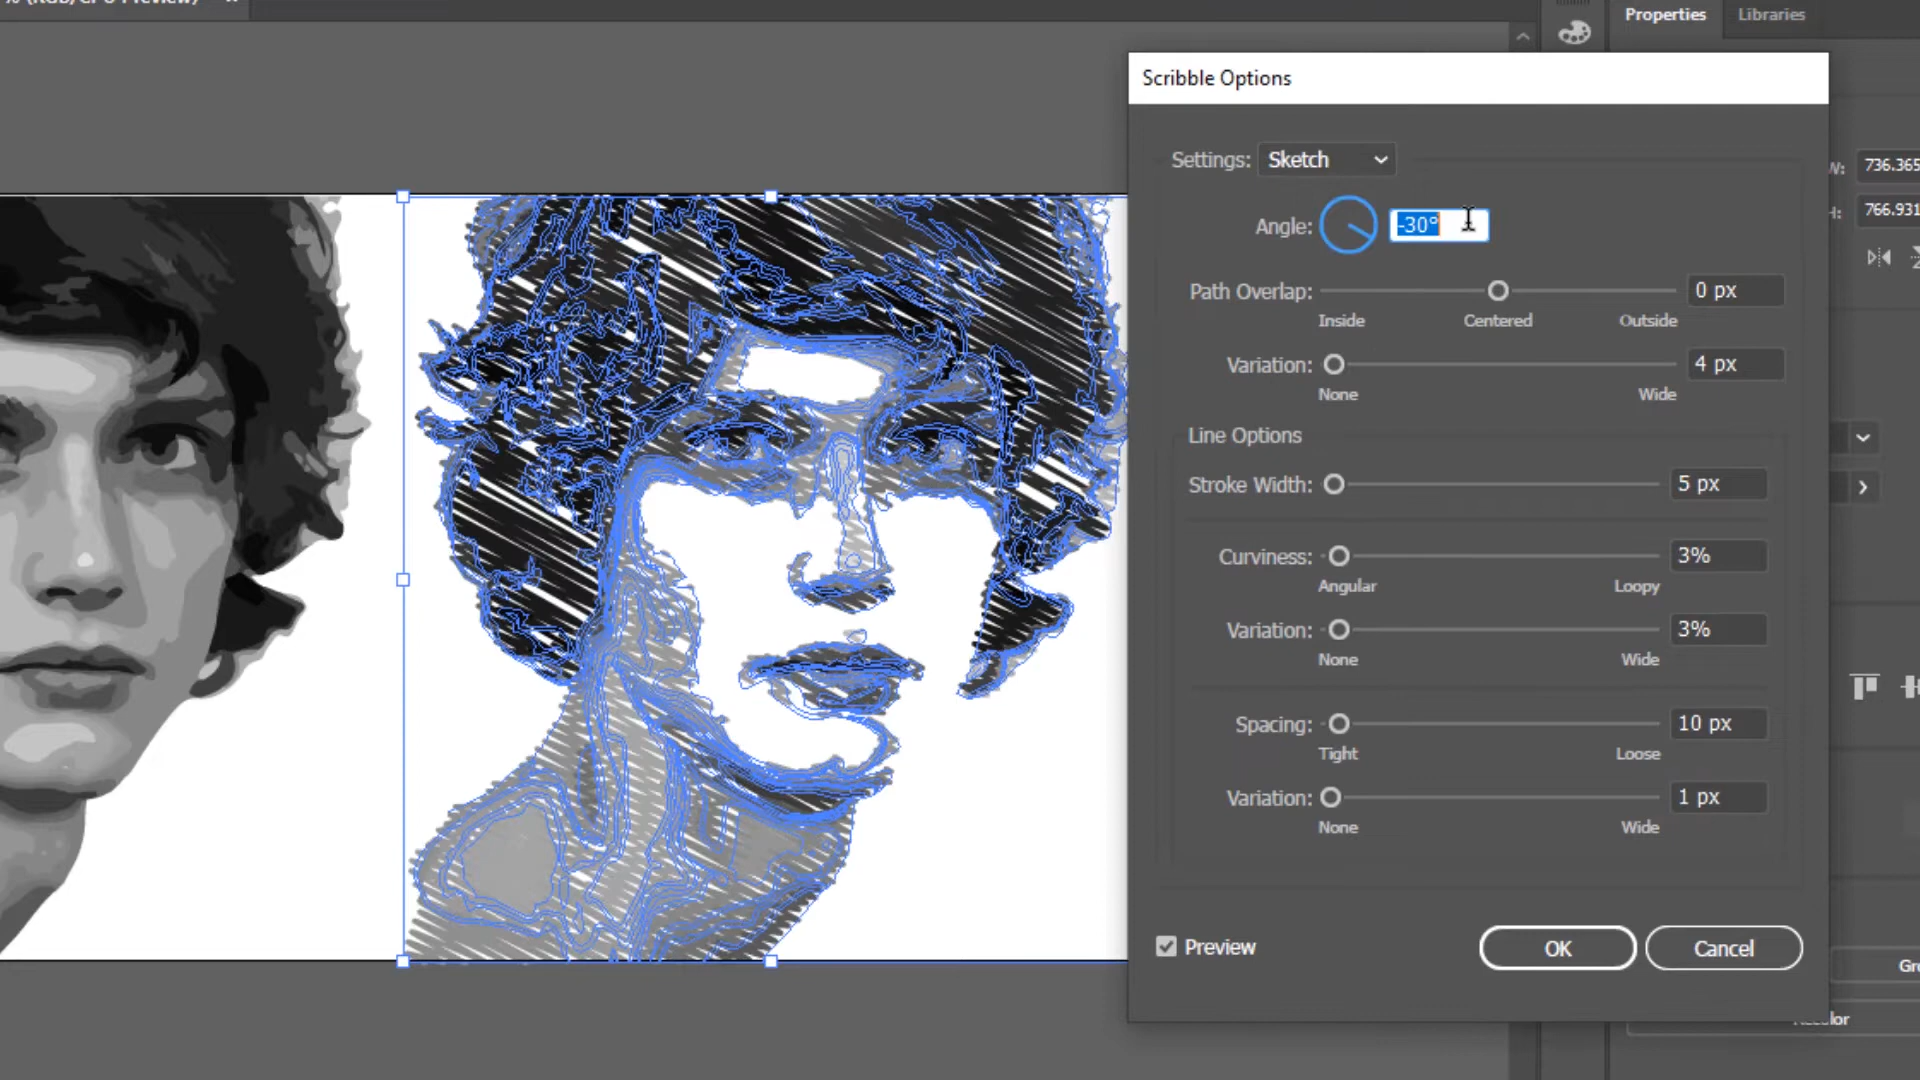 Properties
Libraries
Scribble Options
Settings: Sketch
Angle: -30°
Path Overlap: 0 px
Inside Centered Outside
Variation: 4 px
None Wide
Line Options
Stroke Width: 5 px
Curviness: 3%
Angular Loopy
Variation: 3%
None Wide
Spacing: 10 px
Tight Loose
Variation: 1 px
None Wide
Preview
OK
Cancel
W: 736.365
H: 766.931